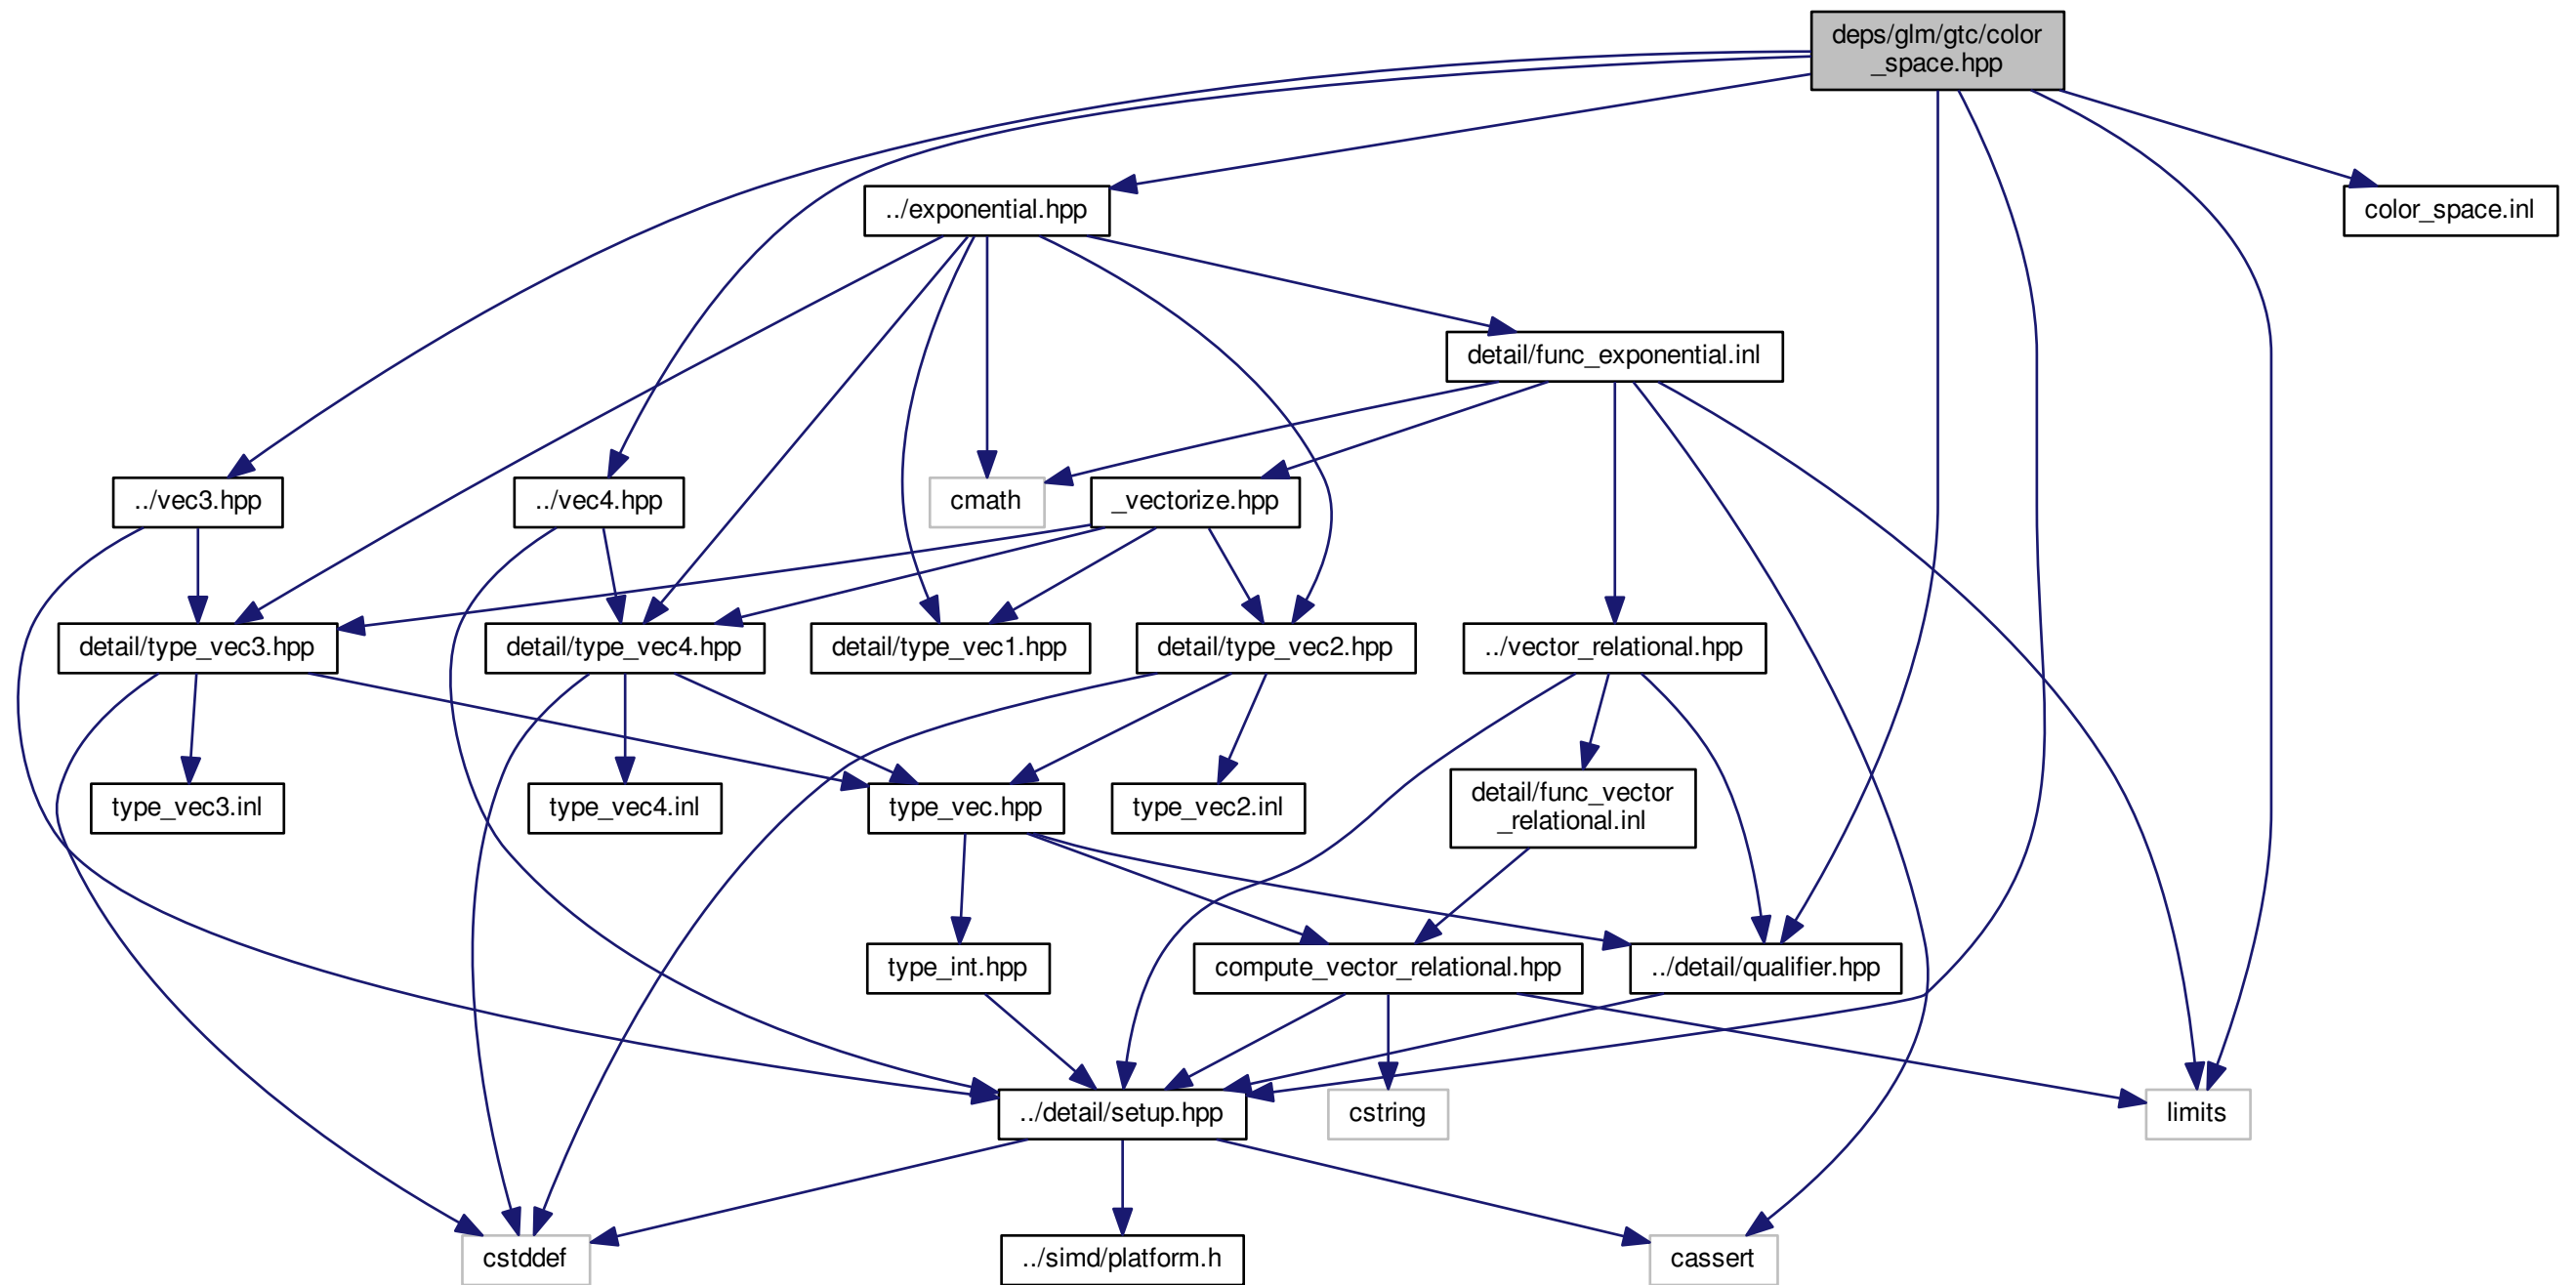 deps/glm/gtc/color
_space.hpp
../exponential.hpp
color_space.inl
detail/func_exponential.inl
../vec3.hpp
../vec4.hpp
cmath
_vectorize.hpp
detail/type_vec3.hpp
detail/type_vec4.hpp
detail/type_vec1.hpp
detail/type_vec2.hpp
../vector_relational.hpp
type_vec3.inl
type_vec4.inl
type_vec.hpp
type_vec2.inl
detail/func_vector
_relational.inl
type_int.hpp
compute_vector_relational.hpp
../detail/qualifier.hpp
../detail/setup.hpp
cstring
limits
cstddef
../simd/platform.h
cassert